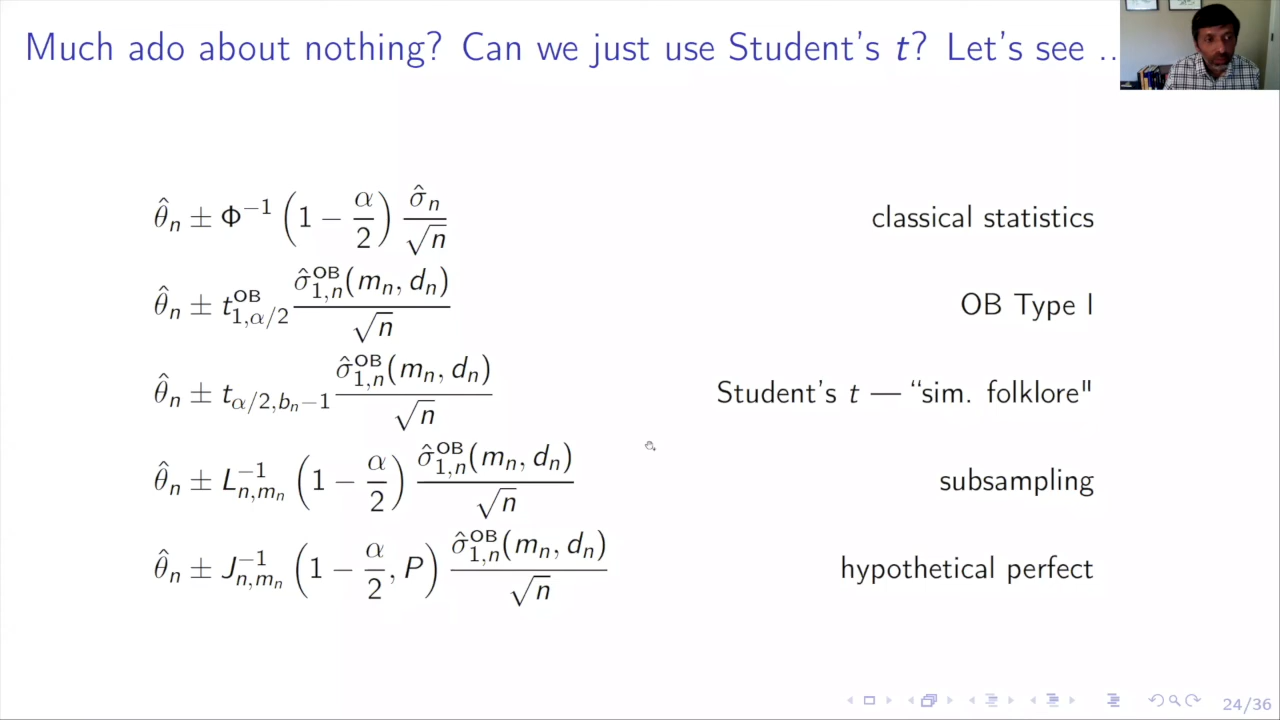 Much ado about nothing? Can we just use Student's t? Let's see ..
θ̂ₙ ± Φ⁻¹ (1 − α/2) σ̂ₙ/√n classical statistics
θ̂ₙ ± t^OB_{1,α/2} σ̂^OB_{1,n}(mₙ, dₙ)/√n OB Type I
θ̂ₙ ± t_{α/2,bₙ−1} σ̂^OB_{1,n}(mₙ, dₙ)/√n Student's t — “sim. folklore"
θ̂ₙ ± L⁻¹_{n,mₙ} (1 − α/2) σ̂^OB_{1,n}(mₙ, dₙ)/√n subsampling
θ̂ₙ ± J⁻¹_{n,mₙ} (1 − α/2, P) σ̂^OB_{1,n}(mₙ, dₙ)/√n hypothetical perfect
24/36